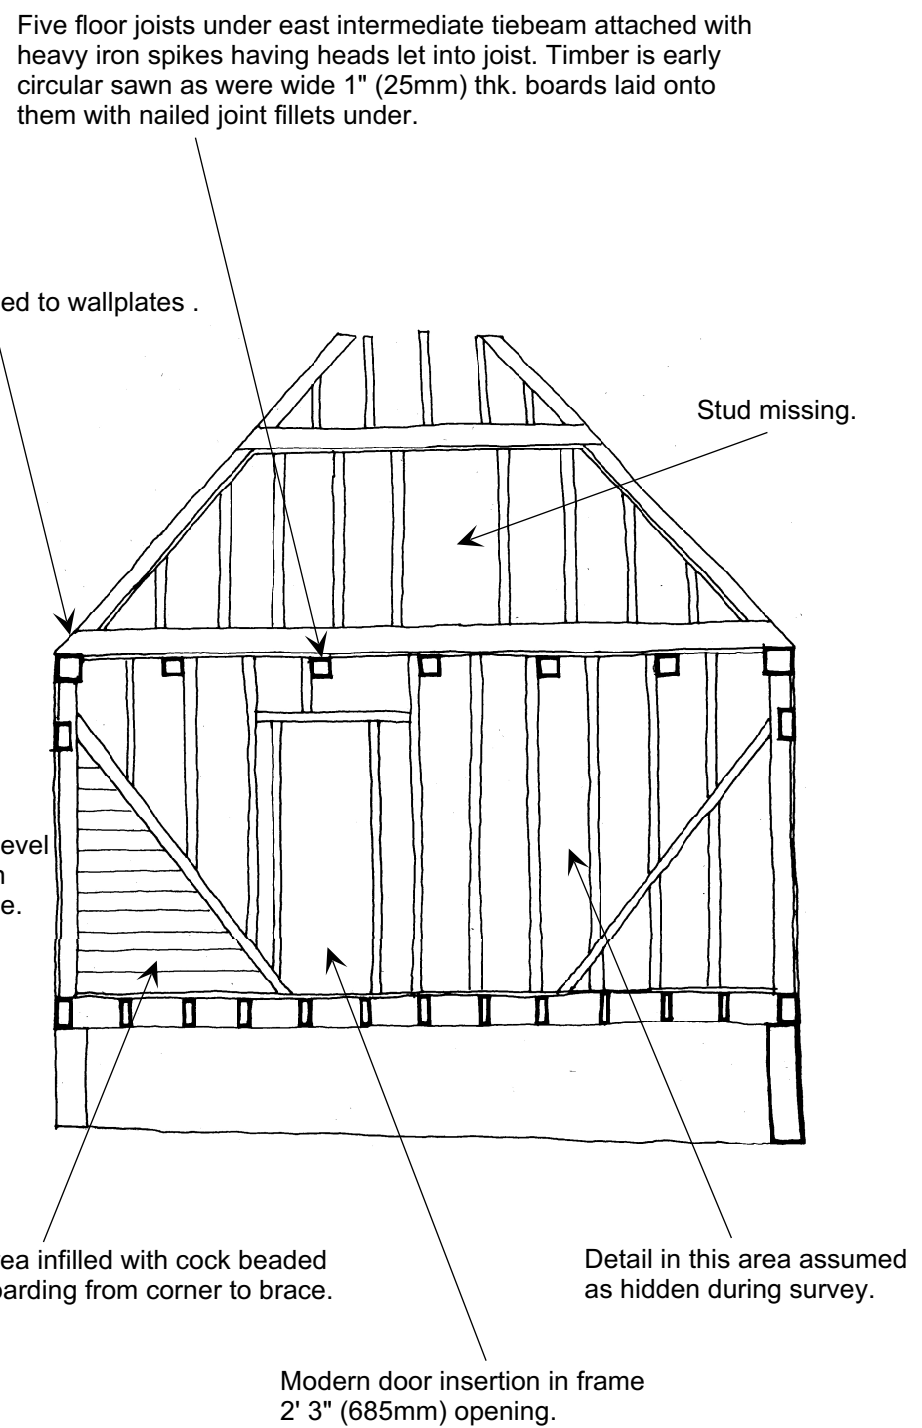 Five floor joists under east intermediate tiebeam attached with
heavy iron spikes having heads let into joist. Timber is early
circular sawn as were wide 1" (25mm) thk. boards laid onto
them with nailed joint fillets under.
ed to wallplates .
Stud missing.
evel
e.
rea infilled with cock beaded
arding from corner to brace.
Detail in this area assumed
as hidden during survey.
Modern door insertion in frame
2' 3" (685mm) opening.